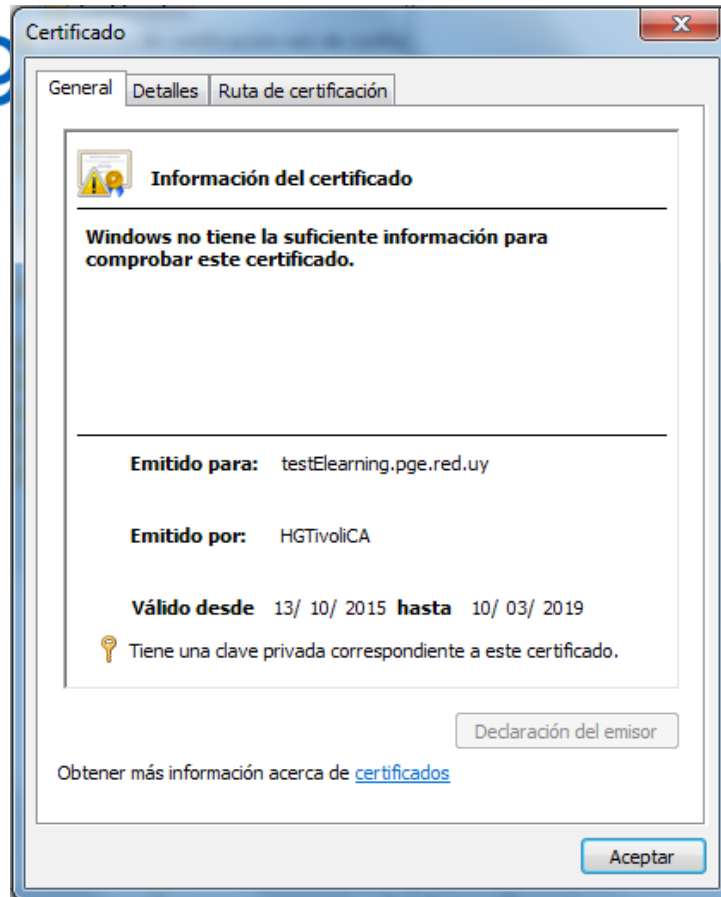 Certificado
General Detalles Ruta de certificación
Información del certificado
Windows no tiene la suficiente información para
comprobar este certificado.
Emitido para: testElearning.pge.red.uy
Emitido por: HGTivoliCA
Válido desde 13/ 10/ 2015 hasta 10/ 03/ 2019
Tiene una clave privada correspondiente a este certificado.
Declaración del emisor
Obtener más información acerca de certificados
Aceptar